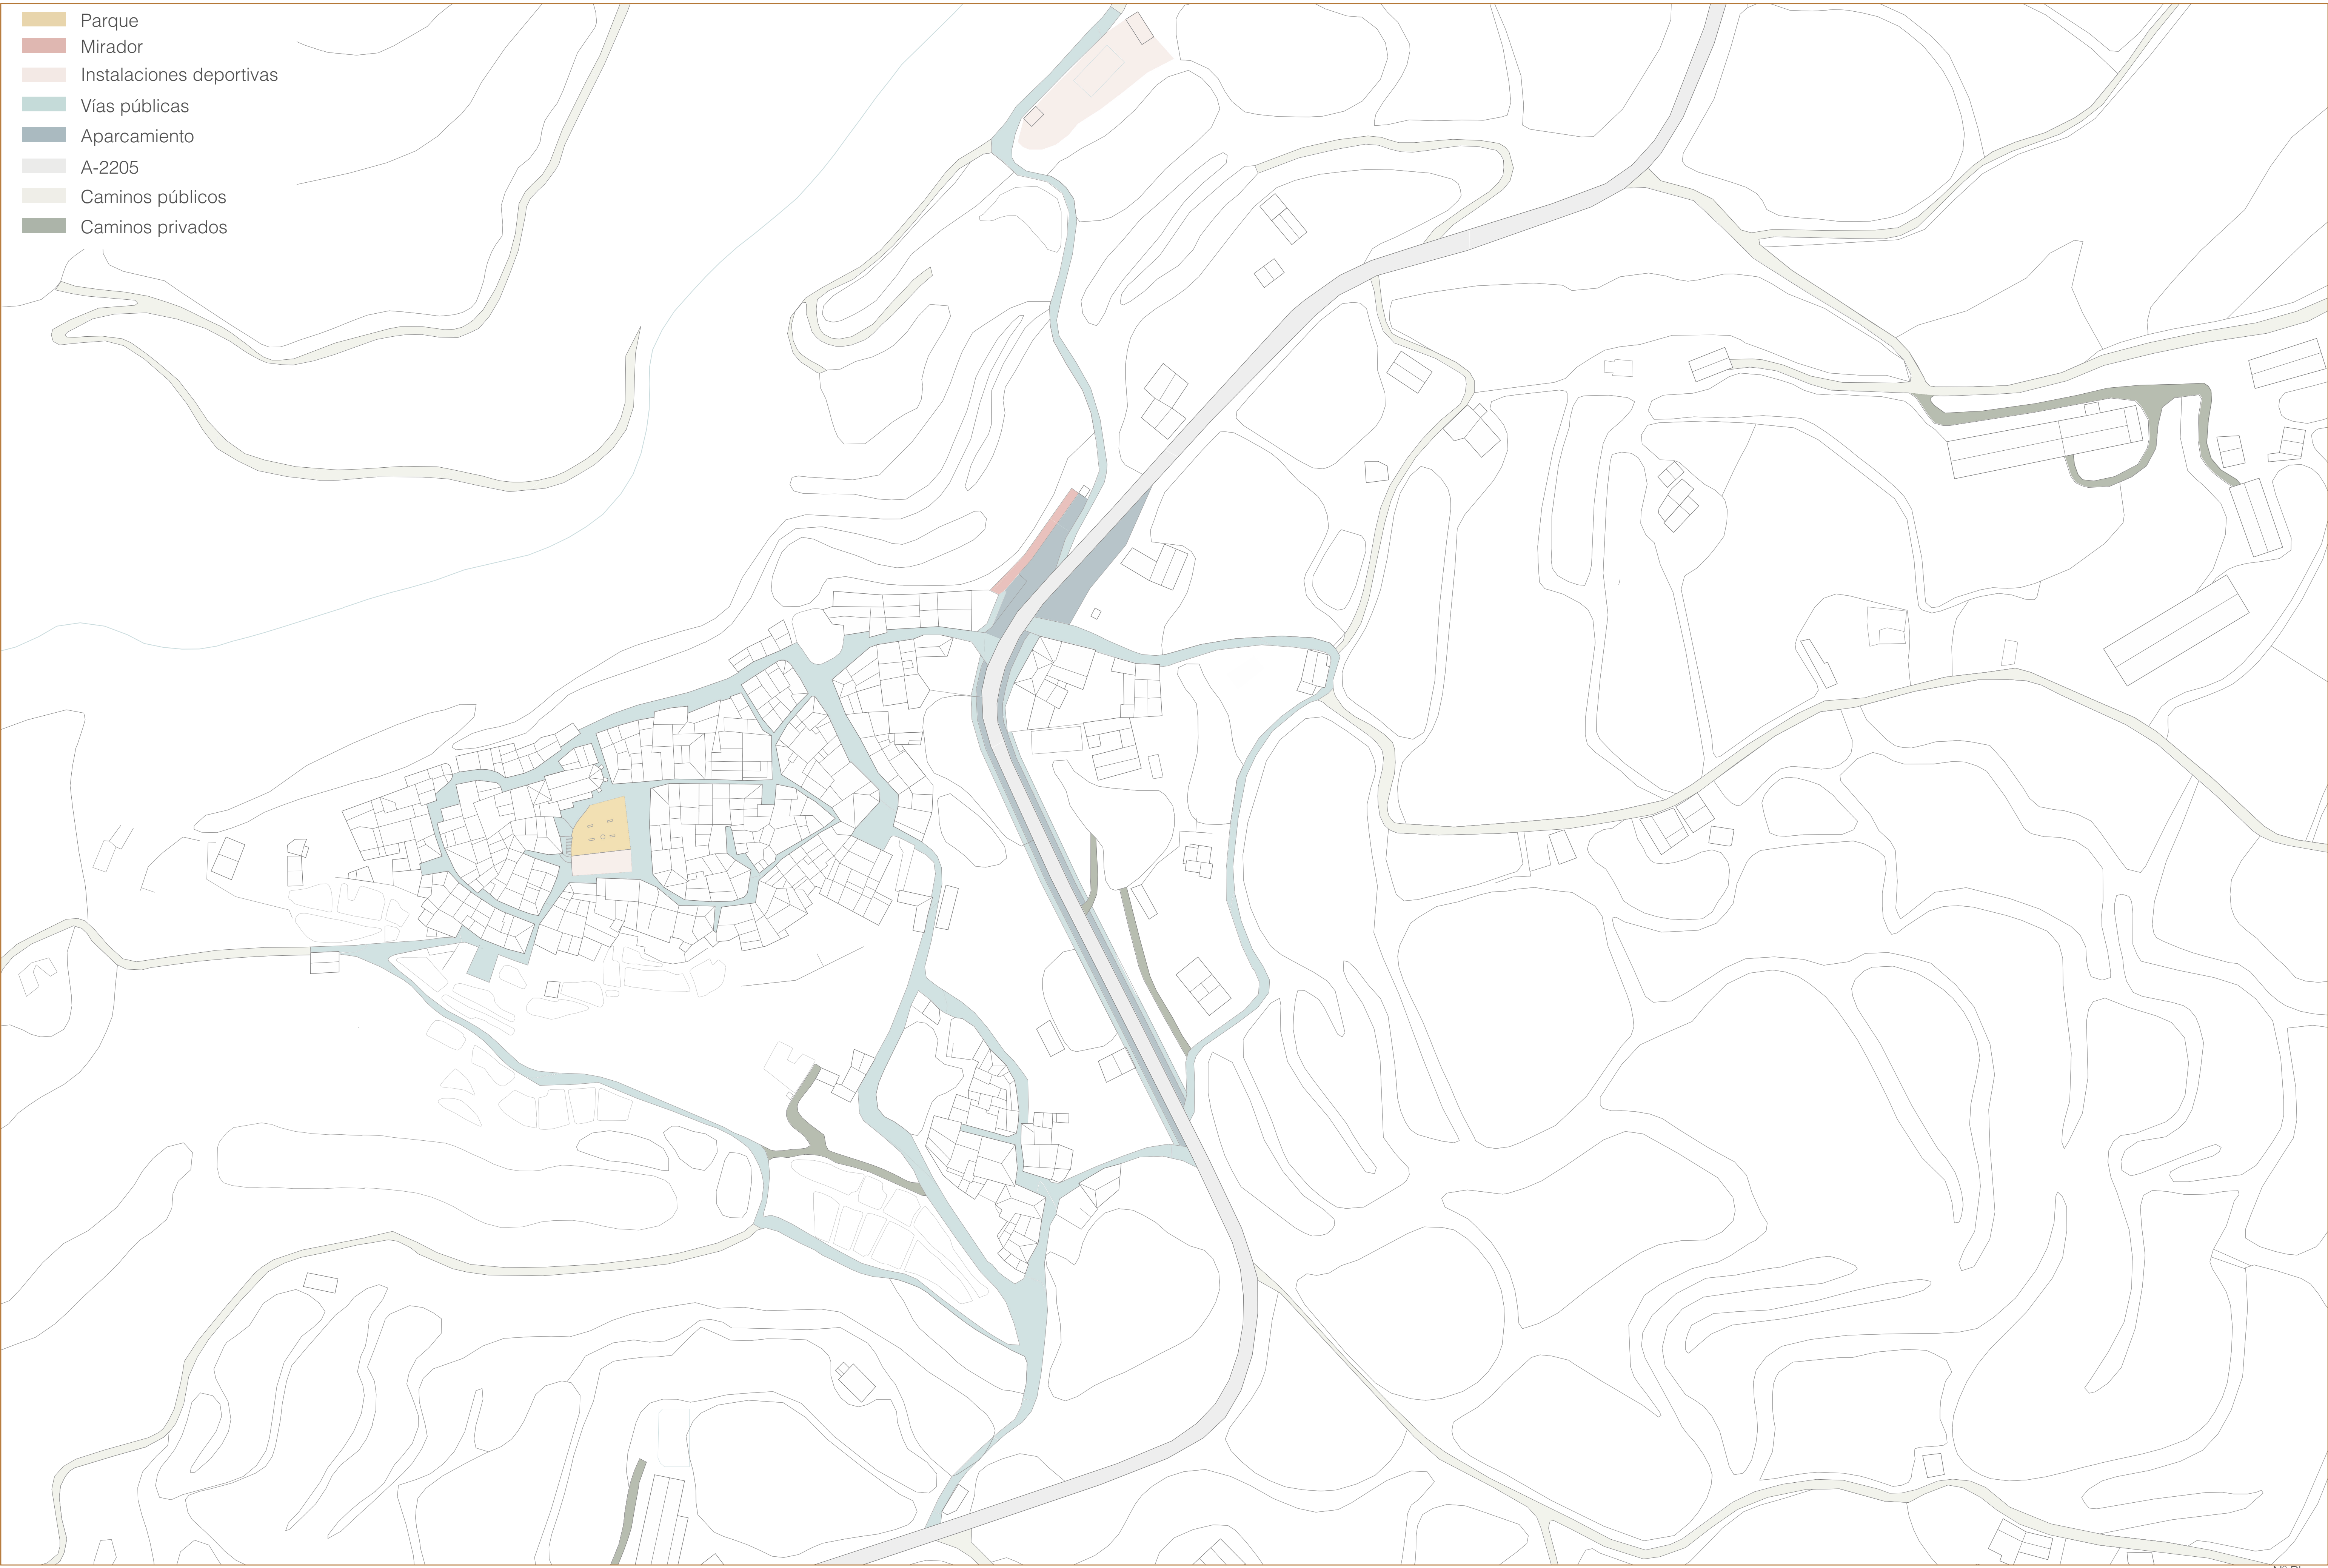 Parque
Mirador
Instalaciones deportivas
Vías públicas
Aparcamiento
A-2205
Caminos públicos
Caminos privados